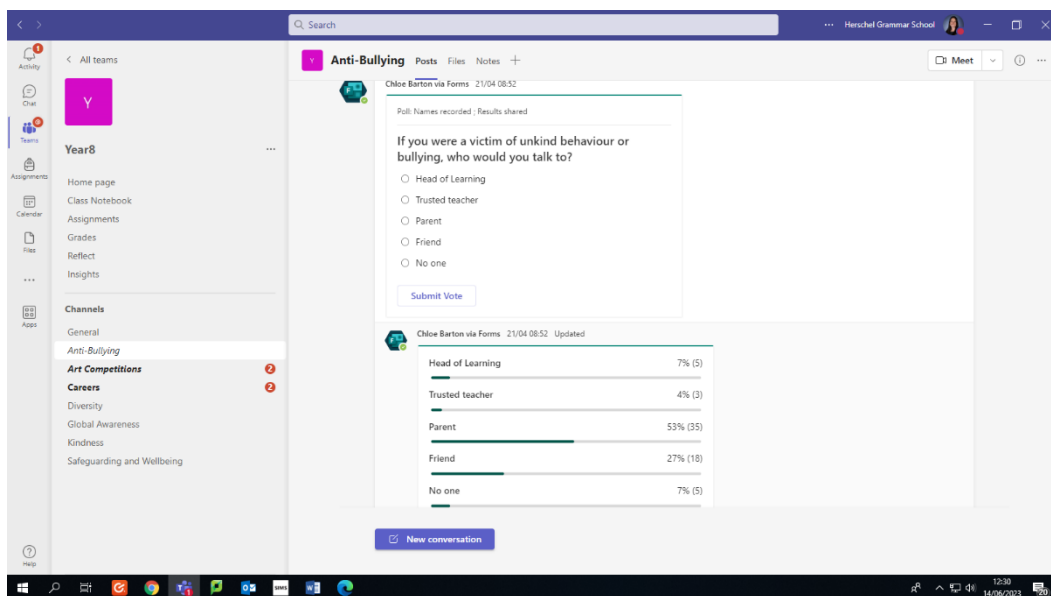 Search
Herschel Grammar School
Activity
Chat
Teams
Assignments
Calendar
Files
Apps
Help
All teams
Y
Year8
Home page
Class Notebook
Assignments
Grades
Reflect
Insights
Channels
General
Anti-Bullying
Art Competitions 2
Careers 2
Diversity
Global Awareness
Kindness
Safeguarding and Wellbeing
Y Anti-Bullying Posts Files Notes
Meet
Chloe Barton via Forms 21/04 08:52
Poll: Names recorded ; Results shared
If you were a victim of unkind behaviour or
bullying, who would you talk to?
Head of Learning
Trusted teacher
Parent
Friend
No one
Submit Vote
Chloe Barton via Forms 21/04 08:52 Updated
Head of Learning 7% (5)
Trusted teacher 4% (3)
Parent 53% (35)
Friend 27% (18)
No one 7% (5)
New conversation
SIMS
12:30
14/06/2023